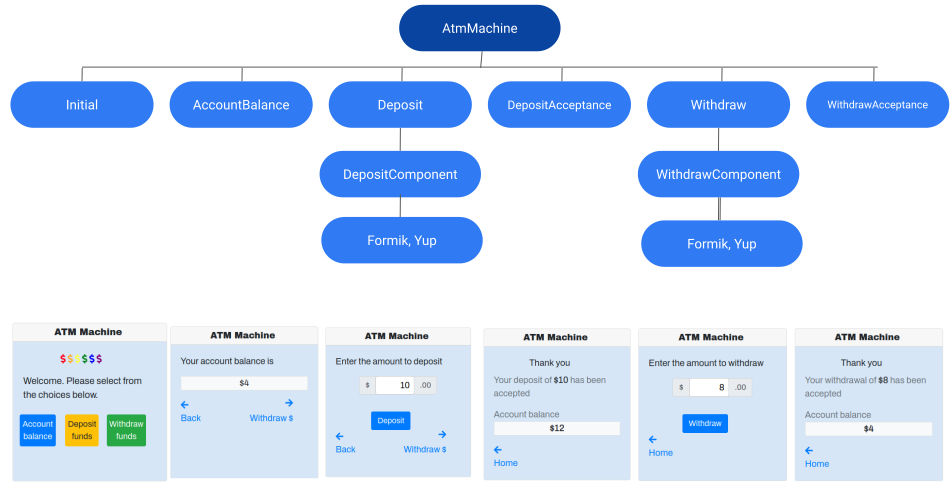 AtmMachine
Initial
AccountBalance
Deposit
DepositAcceptance
Withdraw
WithdrawAcceptance
DepositComponent
WithdrawComponent
Formik, Yup
Formik, Yup
ATM Machine
$$$$$$
Welcome. Please select from
the choices below.
Account
balance
Deposit
funds
Withdraw
funds
ATM Machine
Your account balance is
$4
Back
Withdraw $
ATM Machine
Enter the amount to deposit
$ 10 .00
Deposit
Back
Withdraw $
ATM Machine
Thank you
Your deposit of $10 has been
accepted
Account balance
$12
Home
ATM Machine
Enter the amount to withdraw
$ 8 .00
Withdraw
Home
ATM Machine
Thank you
Your withdrawal of $8 has been
accepted
Account balance
$4
Home